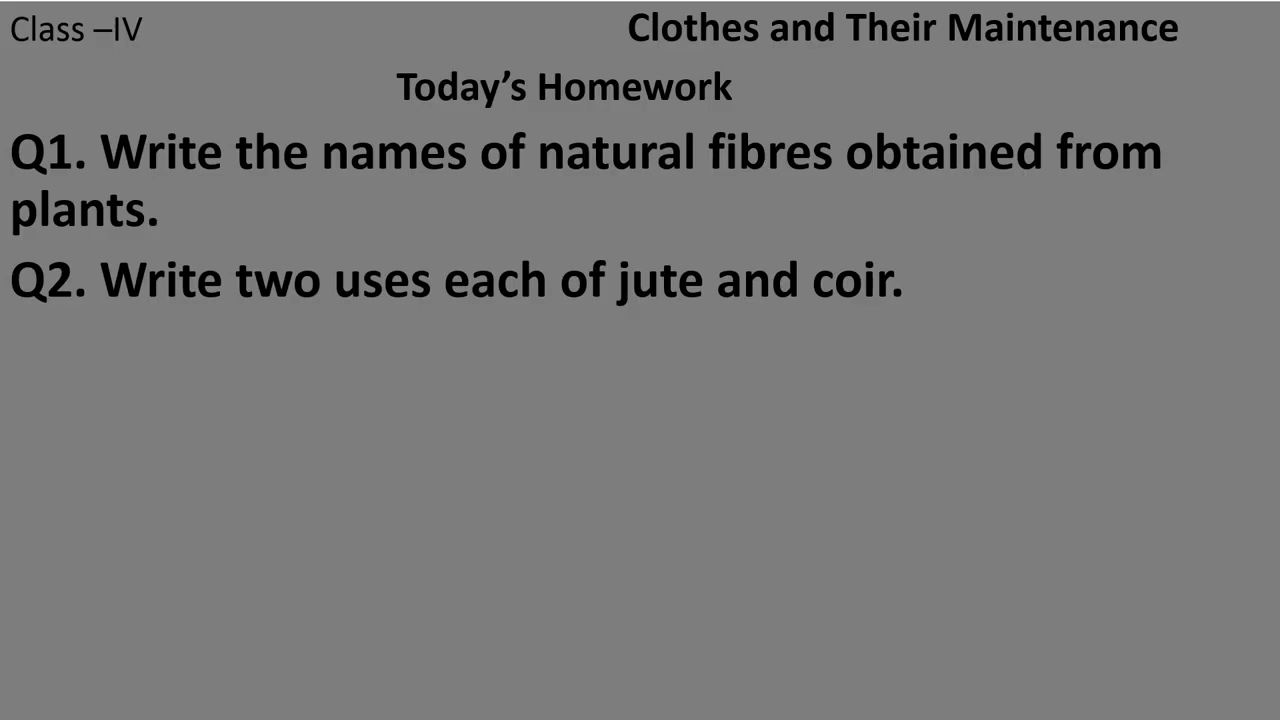 Class –IV
Clothes and Their Maintenance
Today’s Homework
Q1. Write the names of natural fibres obtained from
plants.
Q2. Write two uses each of jute and coir.